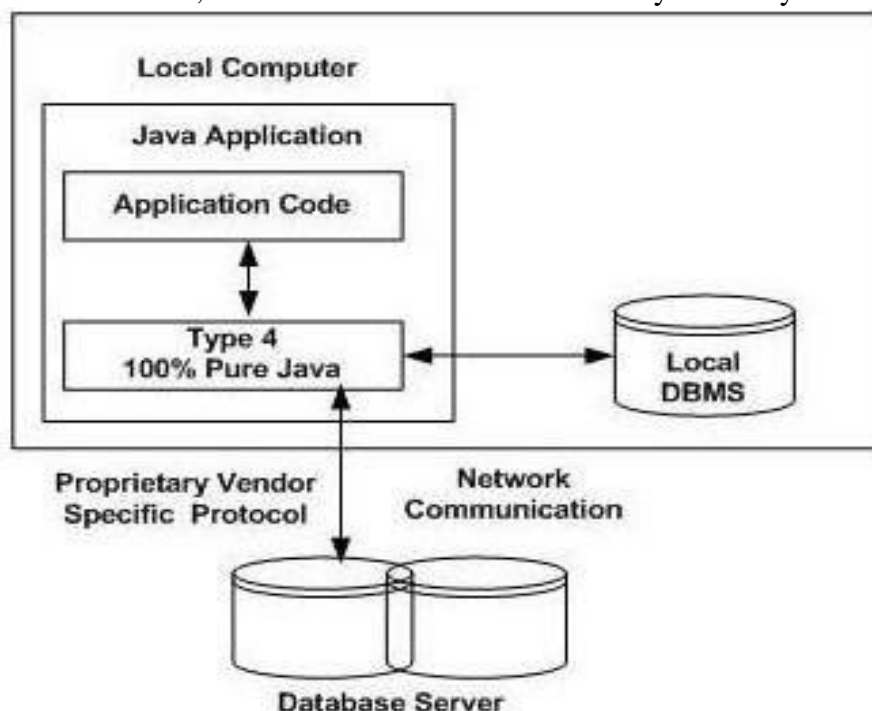 Local Computer
Java Application
Application Code
Type 4
100% Pure Java
Local
DBMS
Proprietary Vendor
Specific Protocol
Network
Communication
Database Server